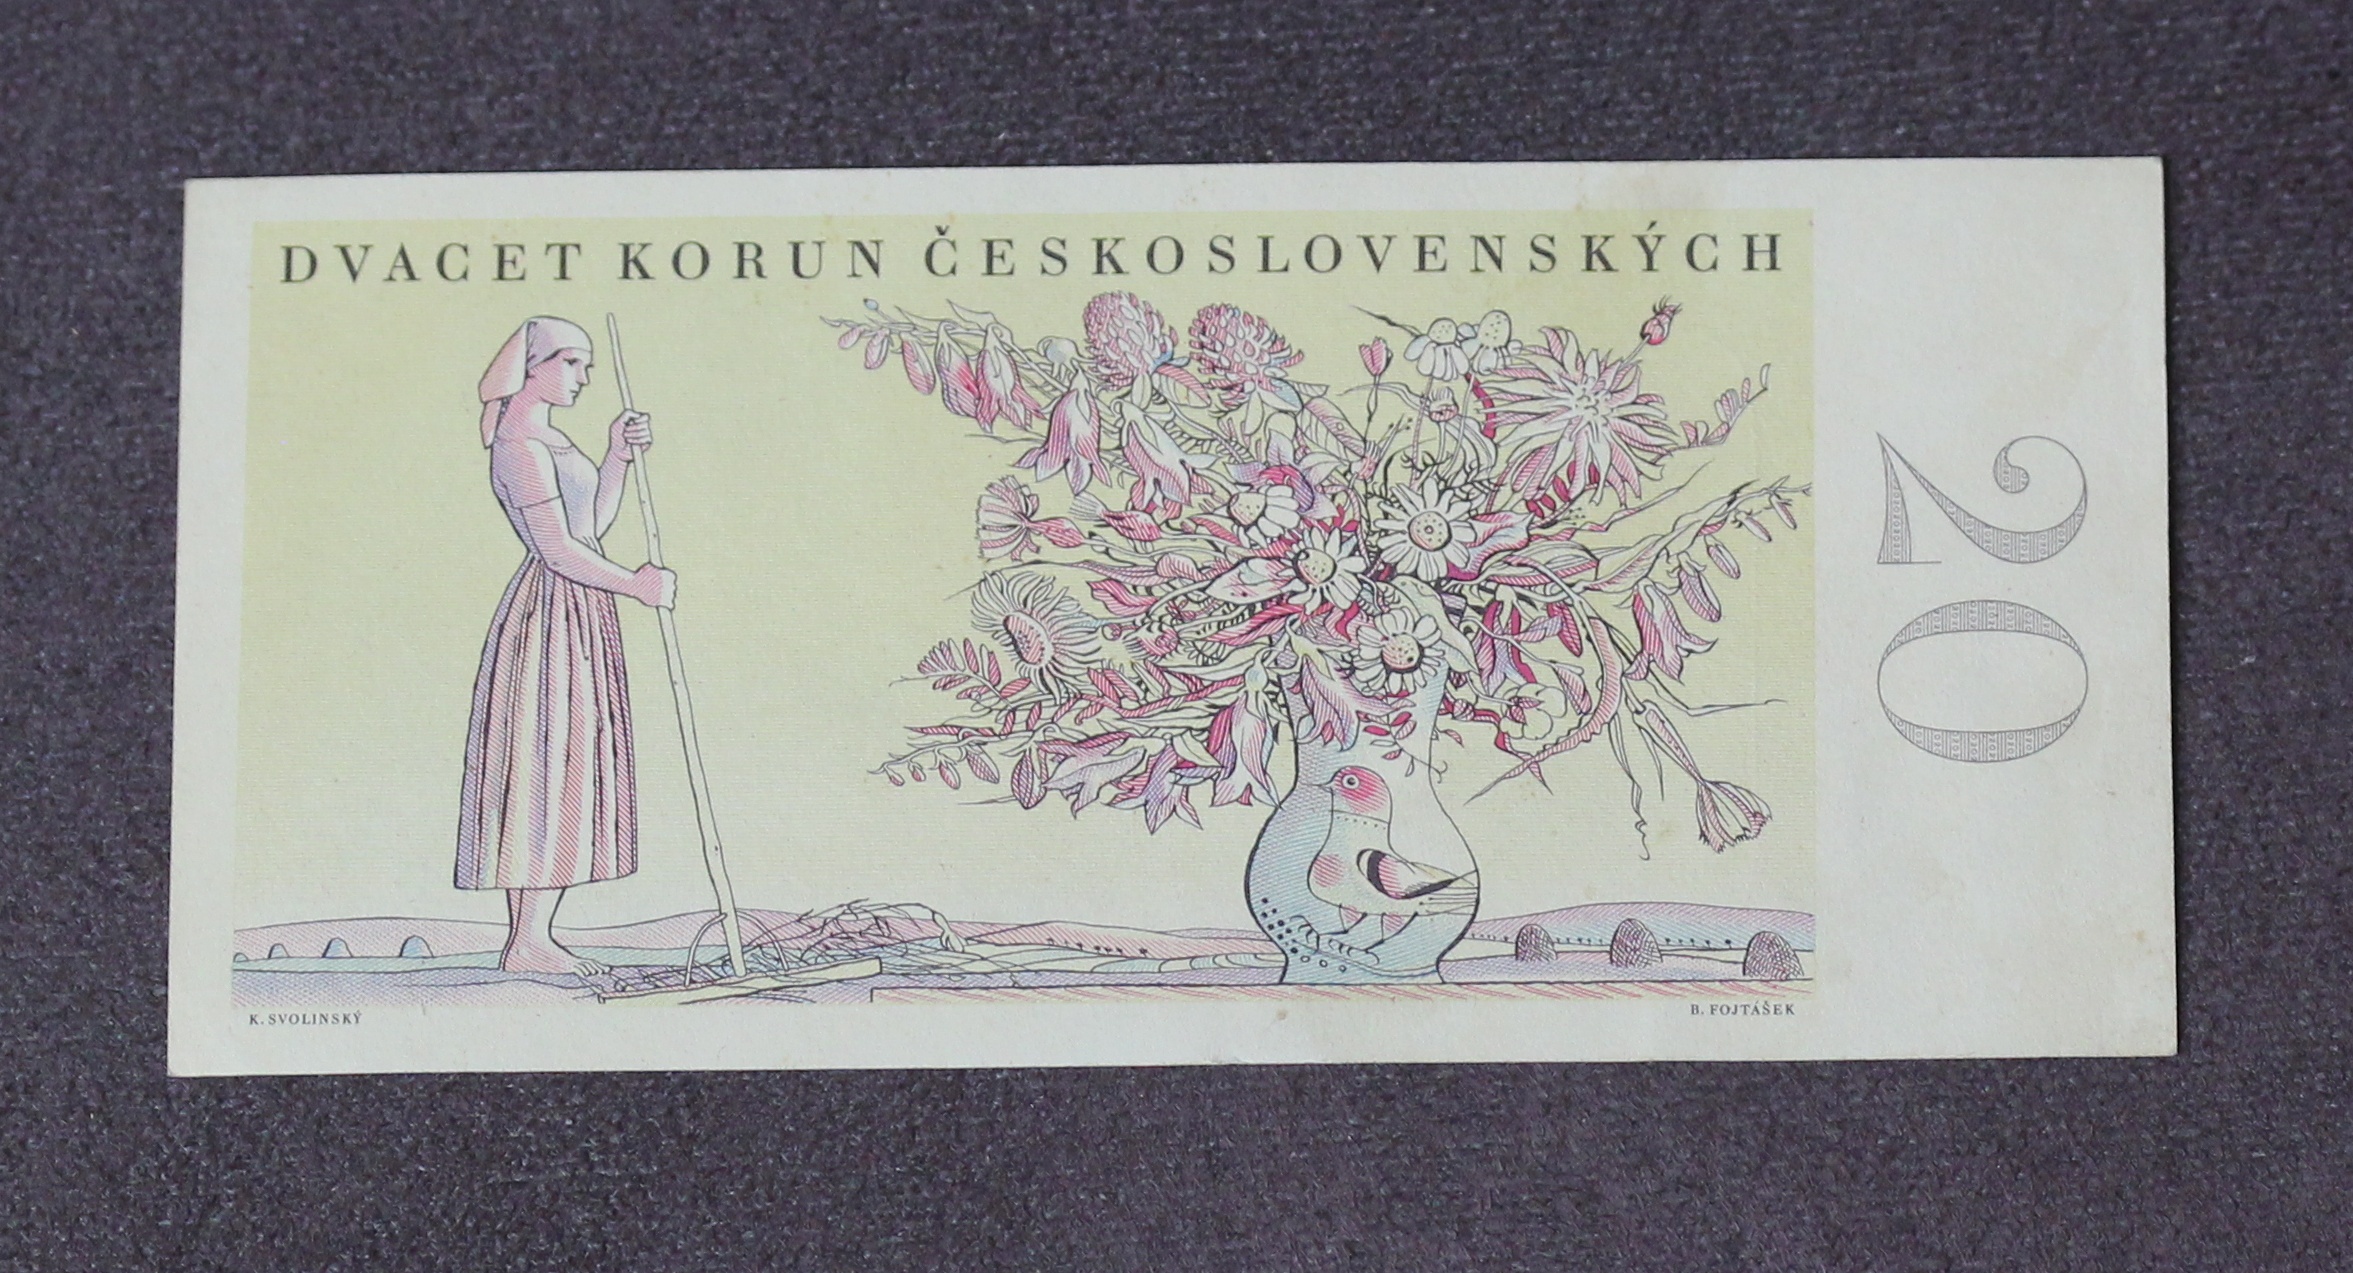 DVACET KORUN ČESKOSLOVENSKÝCH
20
K. SVOLINSKÝ
B. FOJTÁŠEK